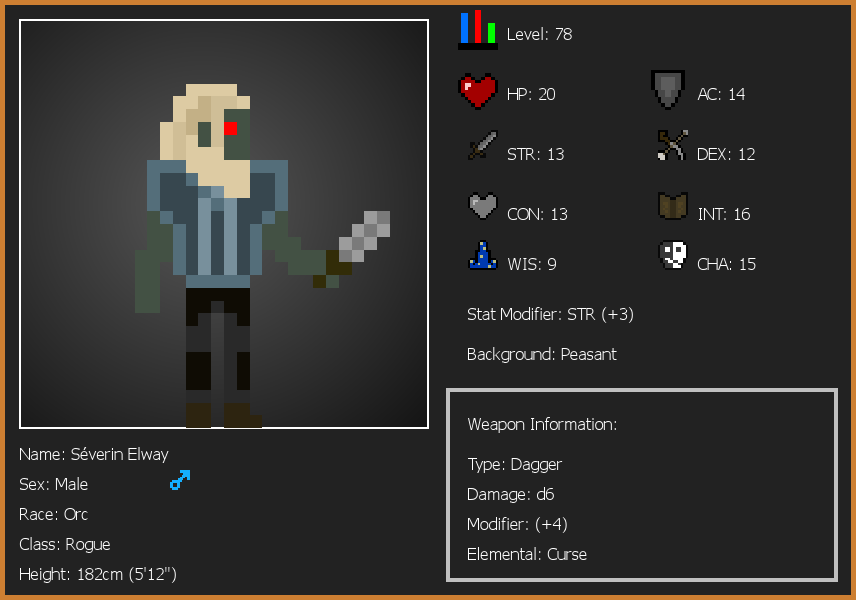 Level: 78
HP: 20
AC: 14
STR: 13
DEX: 12
CON: 13
INT: 16
WIS: 9
CHA: 15
Stat Modifier: STR (+3)
Background: Peasant
Weapon Information:
Type: Dagger
Damage: d6
Modifier: (+4)
Elemental: Curse
Name: Séverin Elway
Sex: Male
Race: Orc
Class: Rogue
Height: 182cm (5'12")